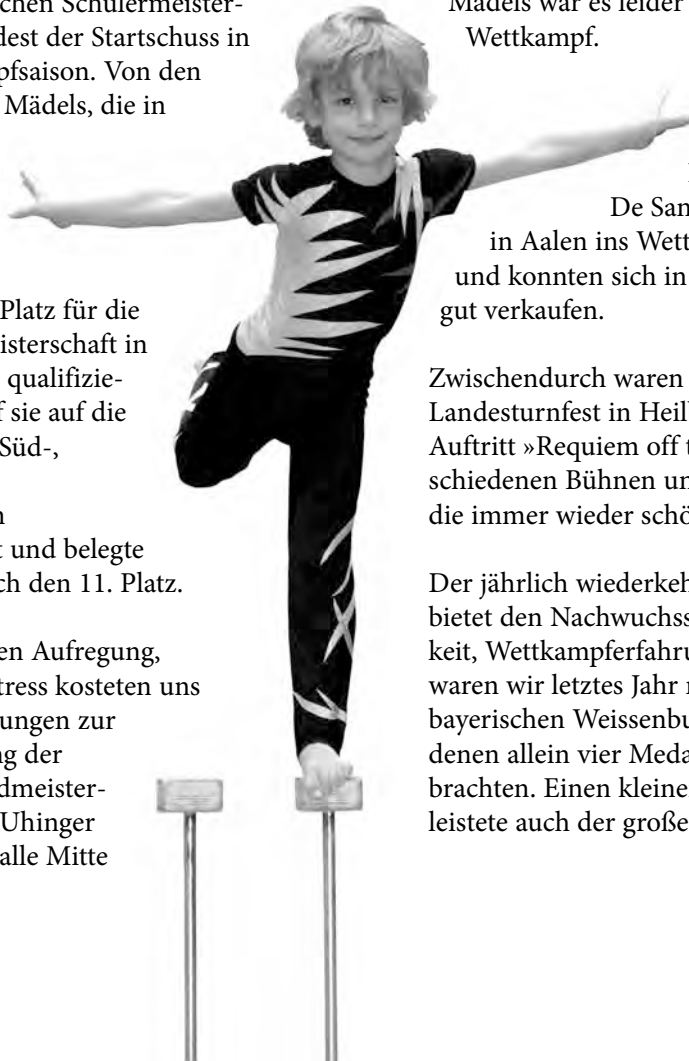 chen Schülermeister-
dest der Startschuss in
pfsaison. Von den
Mädels, die in
Platz für die
isterschaft in
qualifizie-
f sie auf die
Süd-,
n
t und belegte
ch den 11. Platz.
en Aufregung,
tress kosteten uns
ungen zur
ng der
dmeister-
Uhinger
alle Mitte
Mädels war es leider
Wettkampf.
De San
in Aalen ins Wett
und konnten sich in
gut verkaufen.
Zwischendurch waren
Landesturnfest in Heil
Auftritt »Requiem off t
schiedenen Bühnen un
die immer wieder schö
Der jährlich wiederkeh
bietet den Nachwuchss
keit, Wettkampferfahru
waren wir letztes Jahr
bayerischen Weissenbu
denen allein vier Meda
brachten. Einen kleine
leistete auch der große